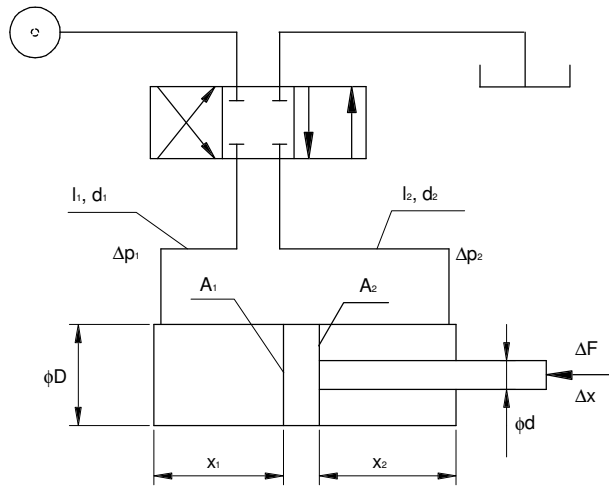 l₁, d₁
l₂, d₂
Δp₁
Δp₂
A₁
A₂
ϕD
ΔF
Δx
ϕd
x₁
x₂